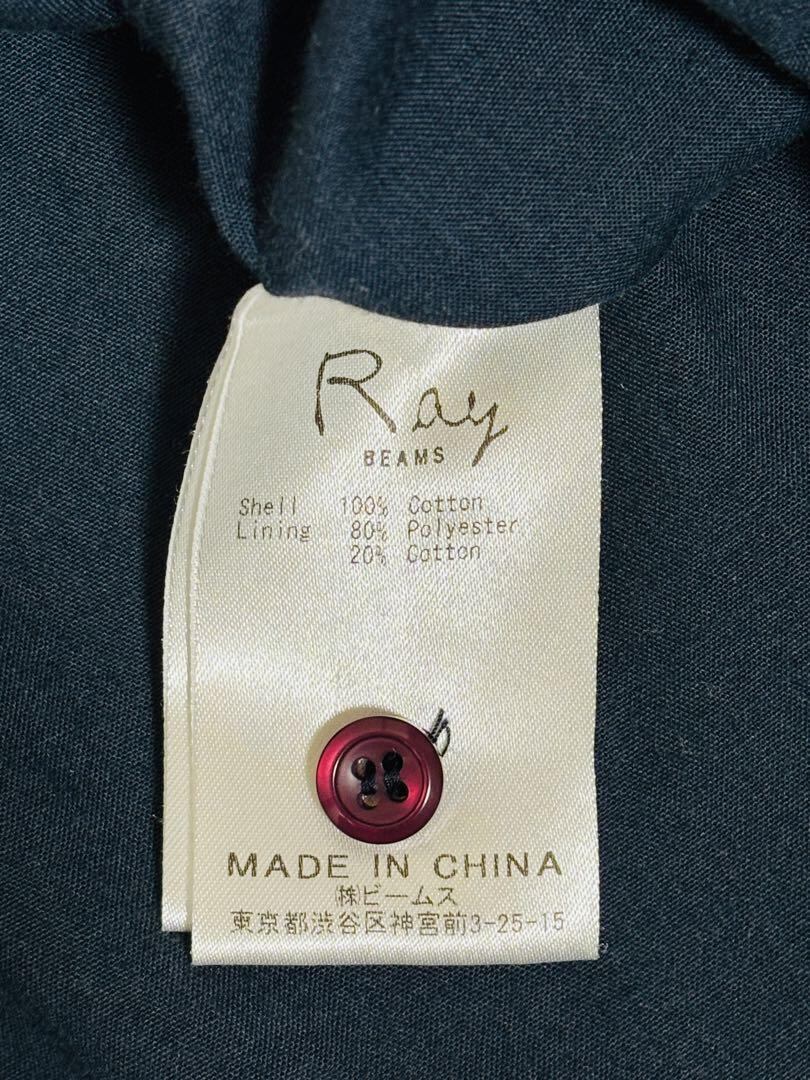 Ray
BEAMS
Shell 100% Cotton
Lining 80% Polyester
20% Cotton
MADE IN CHINA
㈱ビームス
東京都渋谷区神宮前3-25-15